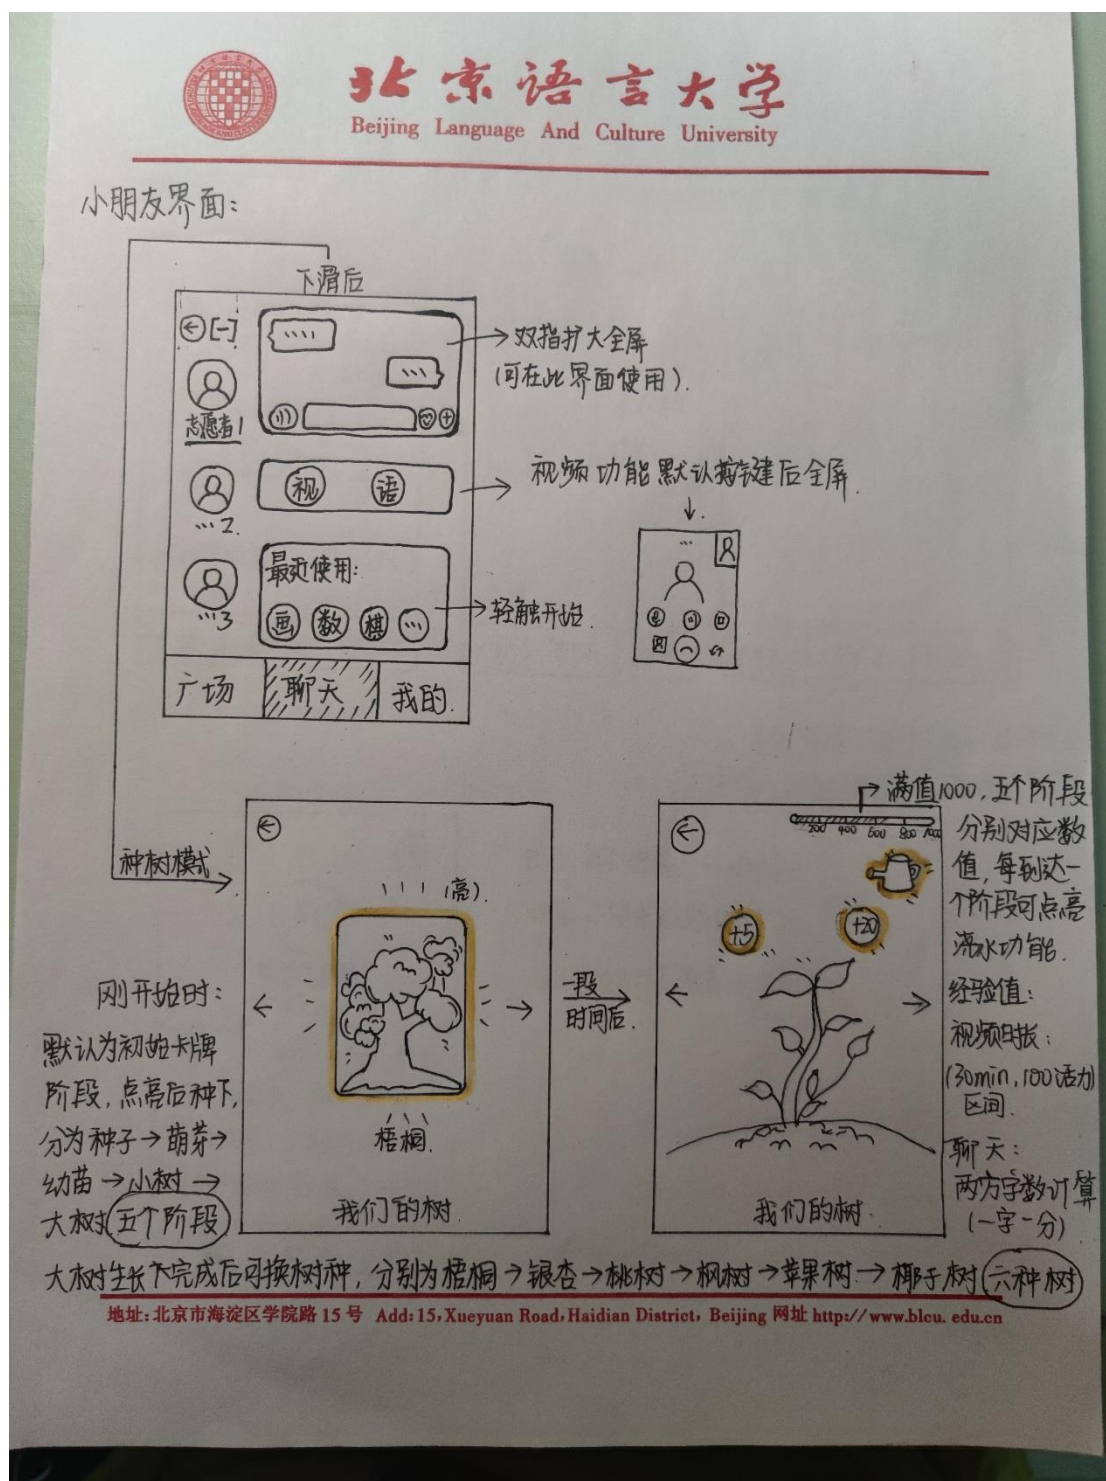 北京语言大学
Beijing Language And Culture University
小朋友界面:
下滑后
志愿者1
…2.
…3
视 语
最近使用:
画 数 棋 …
广场 聊天 我的.
→双指扩大全屏
(可在此界面使用).
视频功能默认按键后全屏.
→轻触开始.
种树模式
刚开始时:
默认为初始卡牌
阶段,点亮后种下,
分为种子→萌芽→
幼苗→小树→
大树 五个阶段
(亮).
梧桐.
我们的树.
一段
时间后.
200 400 600 800 1000
+5 +20
我们的树.
→满值1000,五个阶段
分别对应数
值,每到达一
个阶段可点亮
浇水功能.
经验值:
视频时长:
(30min,100活力)
区间.
聊天:
两方字数计算
(一字一分)
大树生长完成后可换树种,分别为梧桐→银杏→桃树→枫树→苹果树→椰子树 六种树
地址:北京市海淀区学院路15号 Add:15,Xueyuan Road,Haidian District, Beijing 网址 http://www.blcu.edu.cn